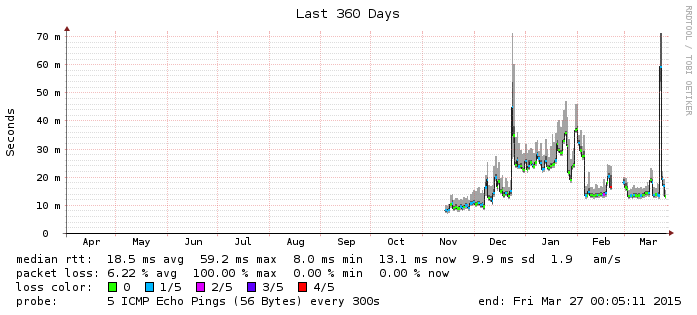 Last 360 Days
RRDTOOL / TOBI OETIKER
Seconds
70 m
60 m
50 m
40 m
30 m
20 m
10 m
0
Apr May Jun Jul Aug Sep Oct Nov Dec Jan Feb Mar
median rtt: 18.5 ms avg 59.2 ms max 8.0 ms min 13.1 ms now 9.9 ms sd 1.9 am/s
packet loss: 6.22 % avg 100.00 % max 0.00 % min 0.00 % now
loss color: 0 1/5 2/5 3/5 4/5
probe: 5 ICMP Echo Pings (56 Bytes) every 300s end: Fri Mar 27 00:05:11 2015